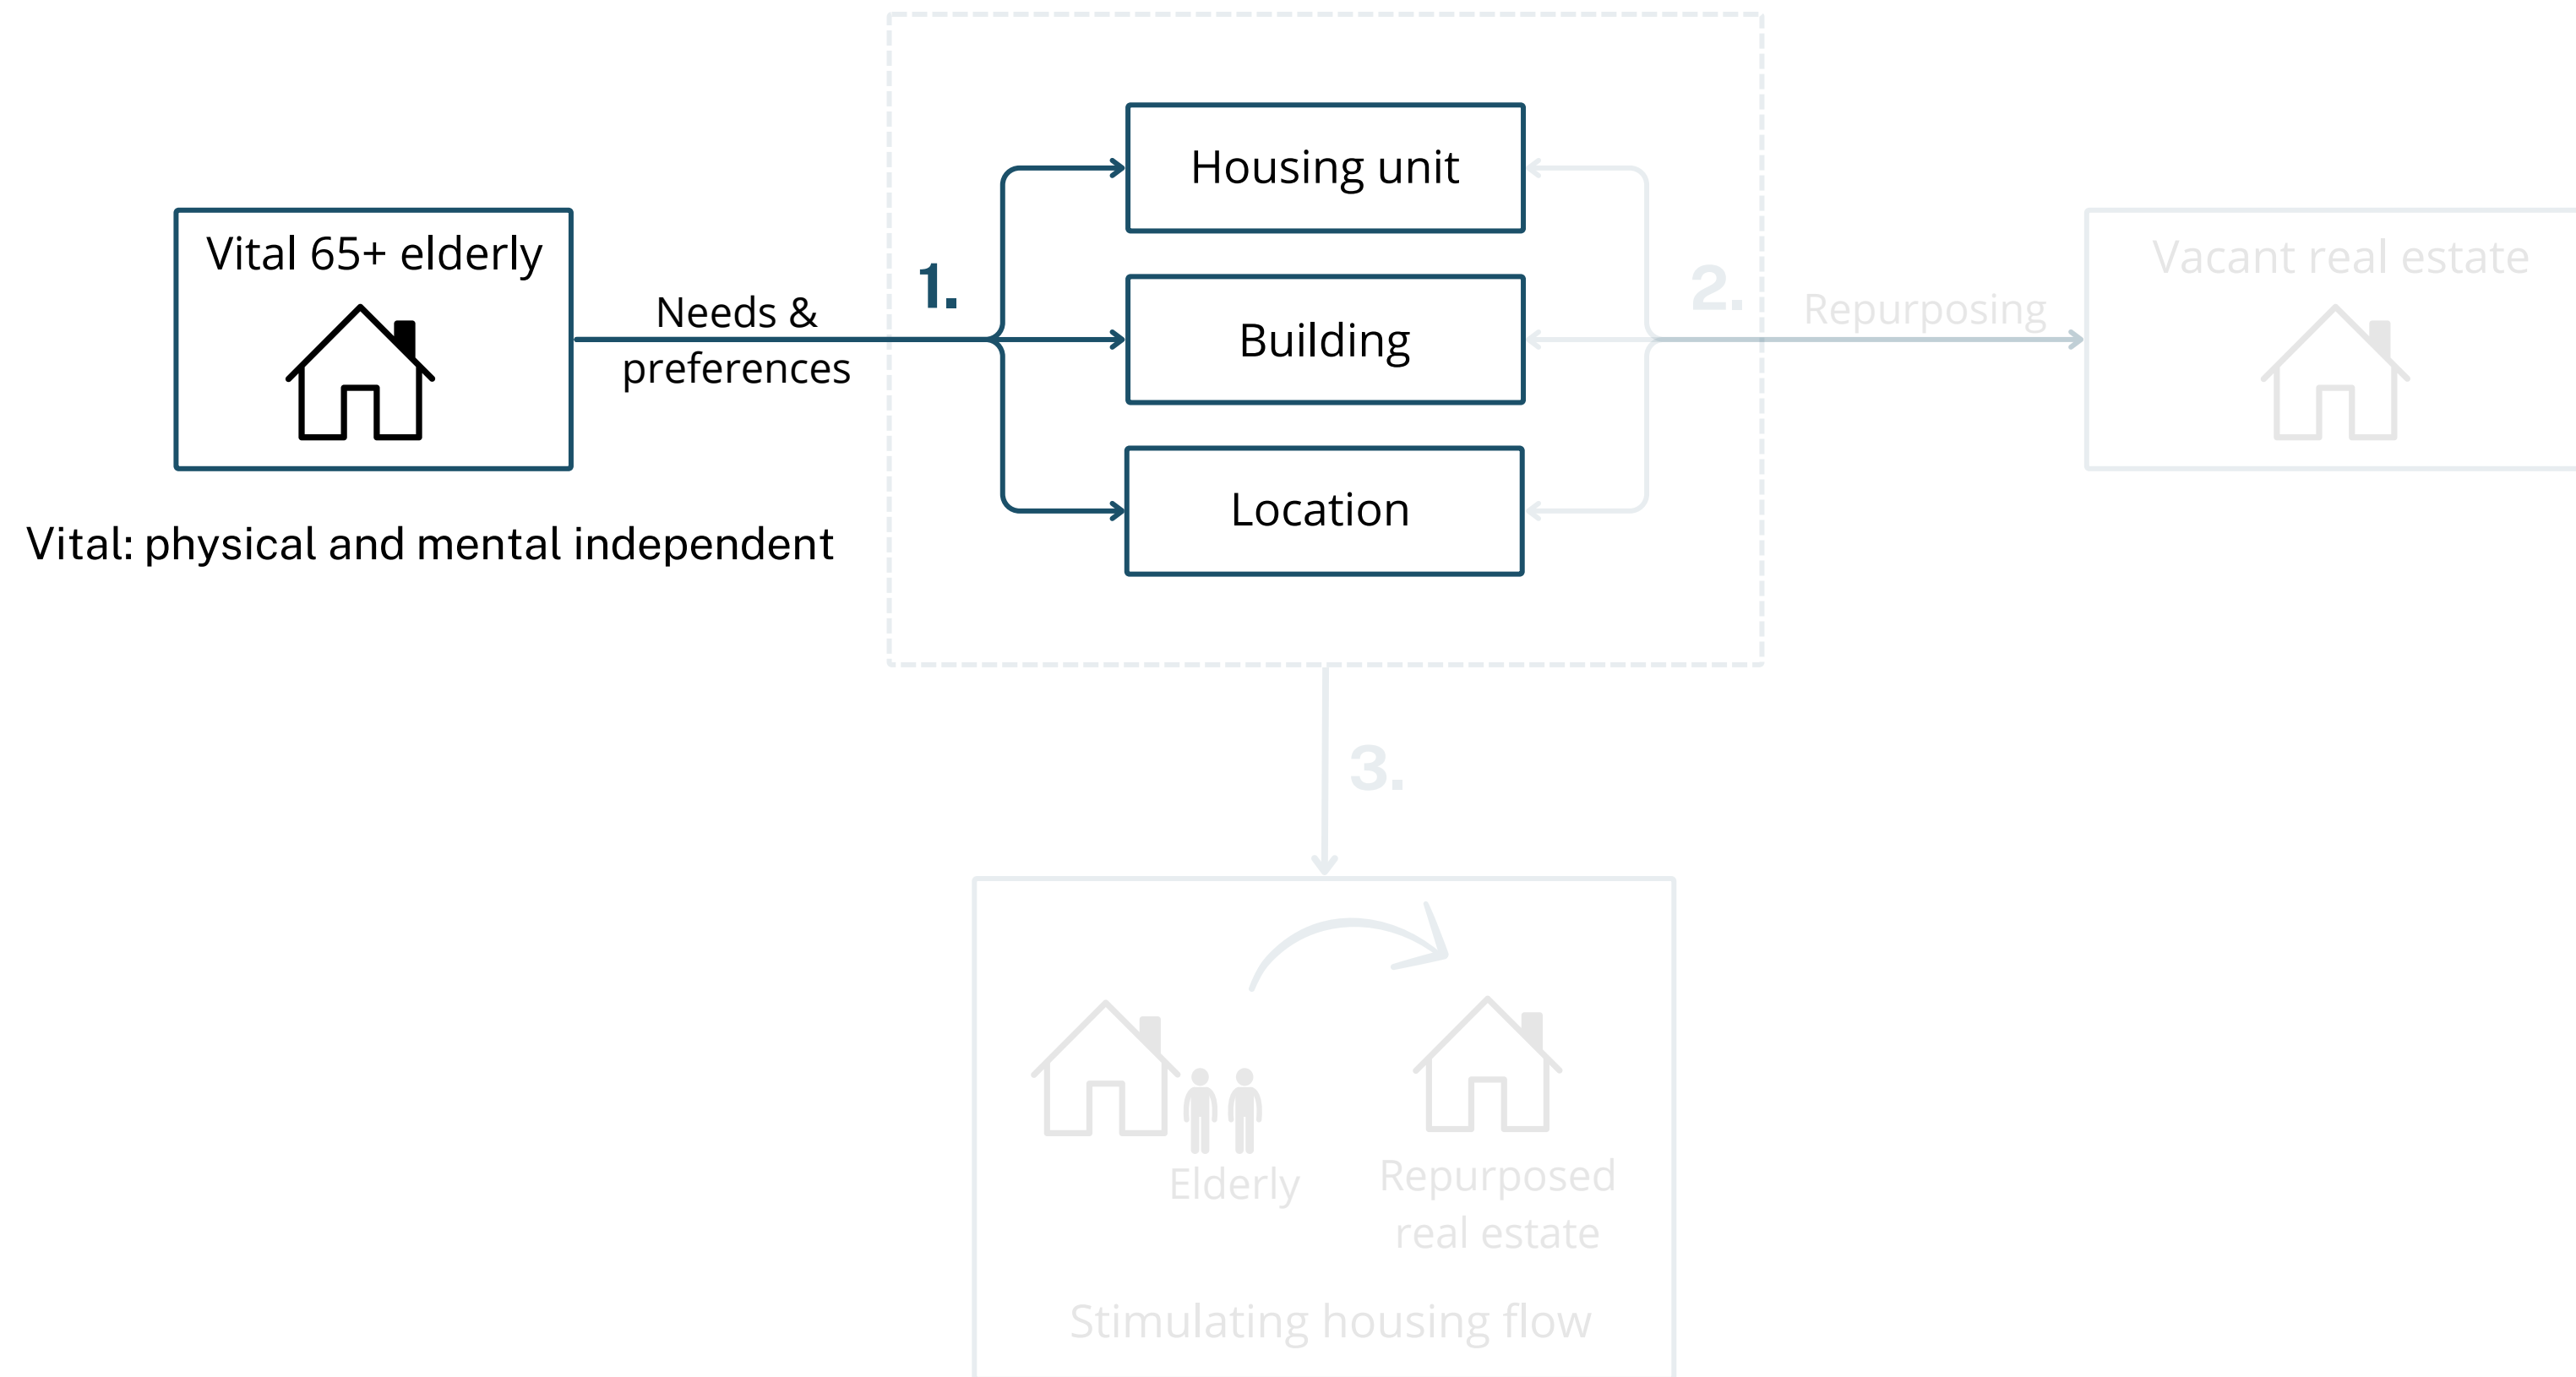 Vital 65+ elderly
Needs &
preferences
Vital: physical and mental independent
1.
Housing unit
Building
Location
2.
Repurposing
Vacant real estate
3.
Elderly
Repurposed
real estate
Stimulating housing flow